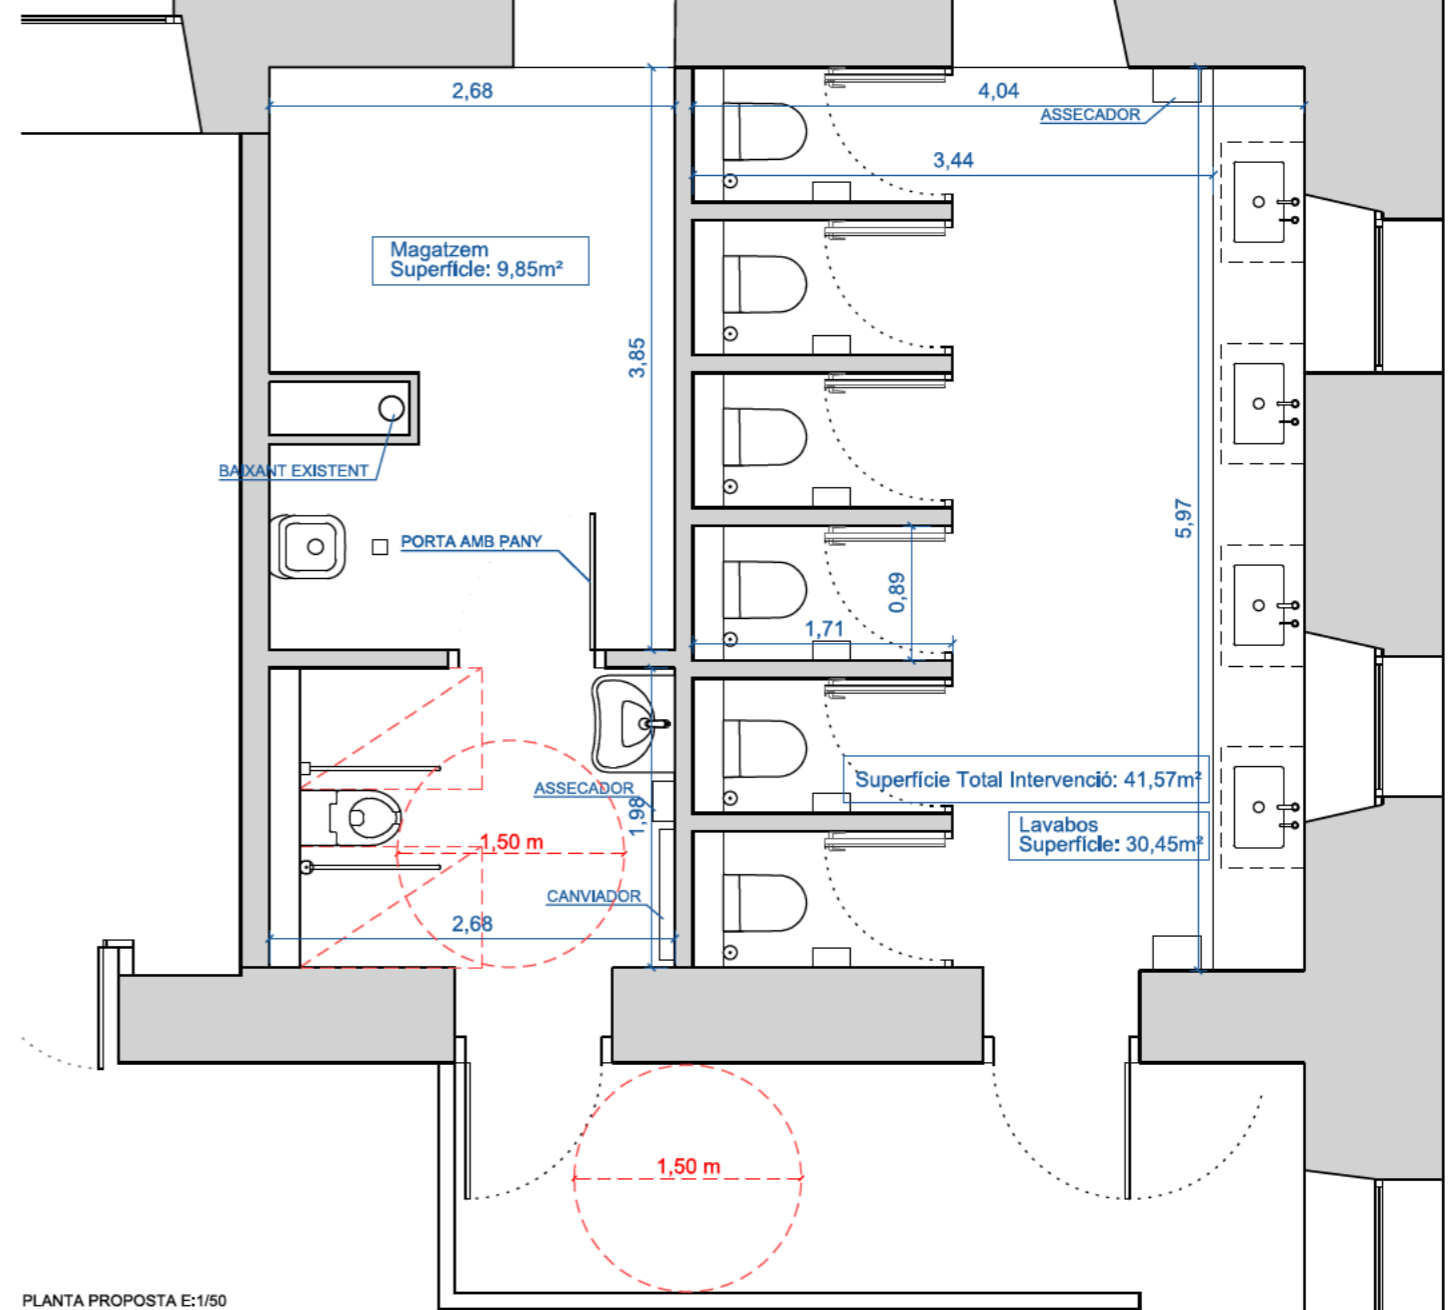 2,68
4,04
ASSECADOR
3,44
Magatzem
Superfície: 9,85m²
3,85
BAIXANT EXISTENT
PORTA AMB PANY
5,97
0,89
1,71
ASSECADOR
1,98
Superfície Total Intervenció: 41,57m²
Lavabos
Superfície: 30,45m²
1,50 m
CANVIADOR
2,68
1,50 m
PLANTA PROPOSTA E:1/50